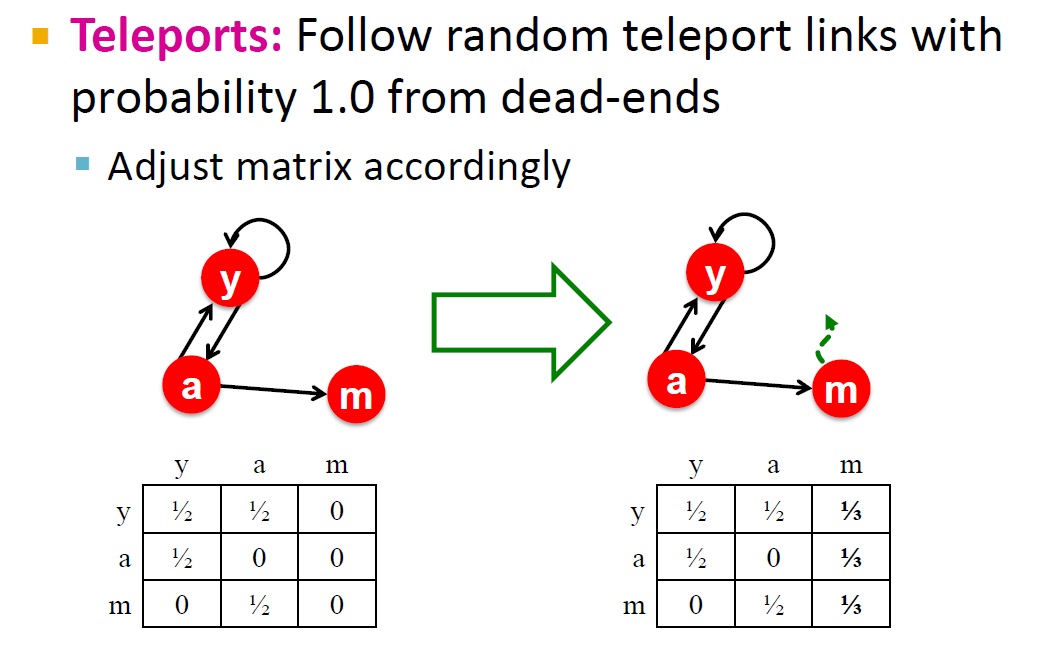 Teleports: Follow random teleport links with
probability 1.0 from dead-ends
Adjust matrix accordingly
y
a
m
y
a
m
y a m
y ½ ½ 0
a ½ 0 0
m 0 ½ 0
y a m
y ½ ½ ⅓
a ½ 0 ⅓
m 0 ½ ⅓